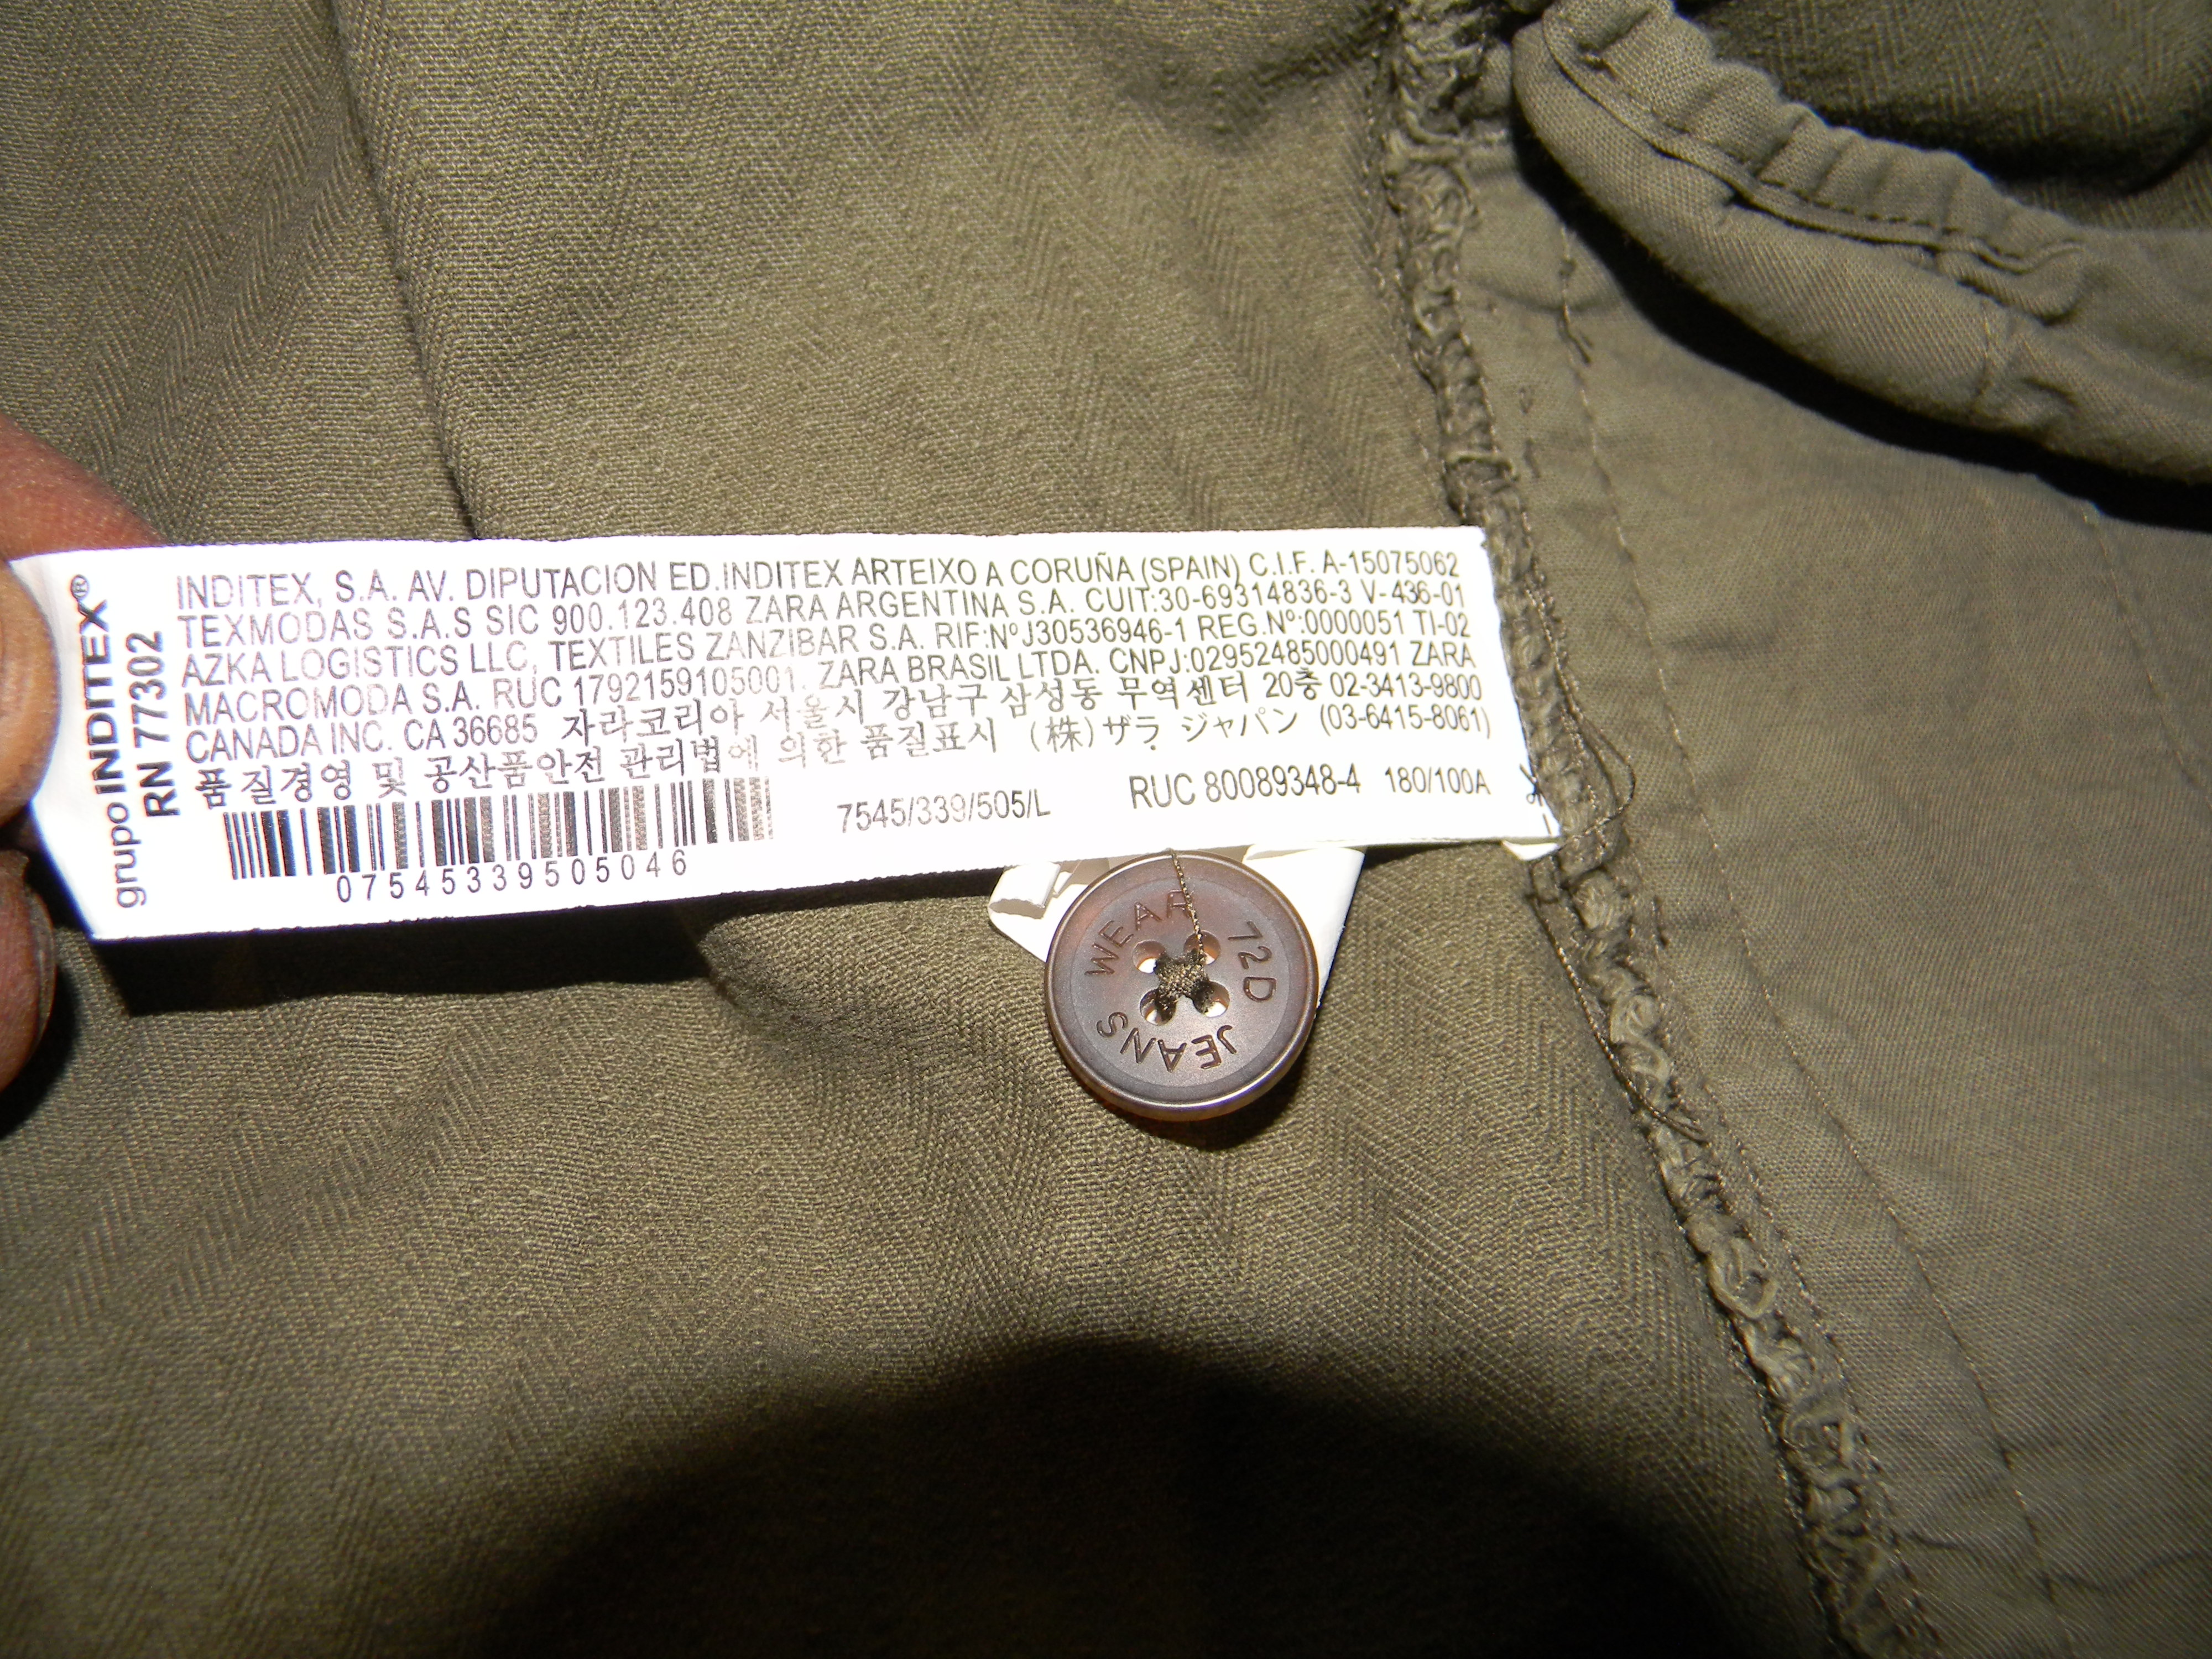 grupo INDITEX®
RN 77302
INDITEX, S.A. AV. DIPUTACION ED.INDITEX ARTEIXO A CORUÑA (SPAIN) C.I.F. A-15075062
TEXMODAS S.A.S SIC 900.123.408 ZARA ARGENTINA S.A. CUIT:30-69314836-3 V-436-01
AZKA LOGISTICS LLC, TEXTILES ZANZIBAR S.A. RIF:Nº J30536946-1 REG.Nº:0000051 TI-02
MACROMODA S.A. RUC 1792159105001. ZARA BRASIL LTDA. CNPJ:02952485000491 ZARA
CANADA INC. CA 36685 자라코리아 서울시 강남구 삼성동 무역센터 20층 02-3413-9800
품질경영 및 공산품안전 관리법에 의한 품질표시 (株)ザラ. ジャパン (03-6415-8061)
7545/339/505/L RUC 80089348-4 180/100A
07545339505046
WEAR 72D JEANS